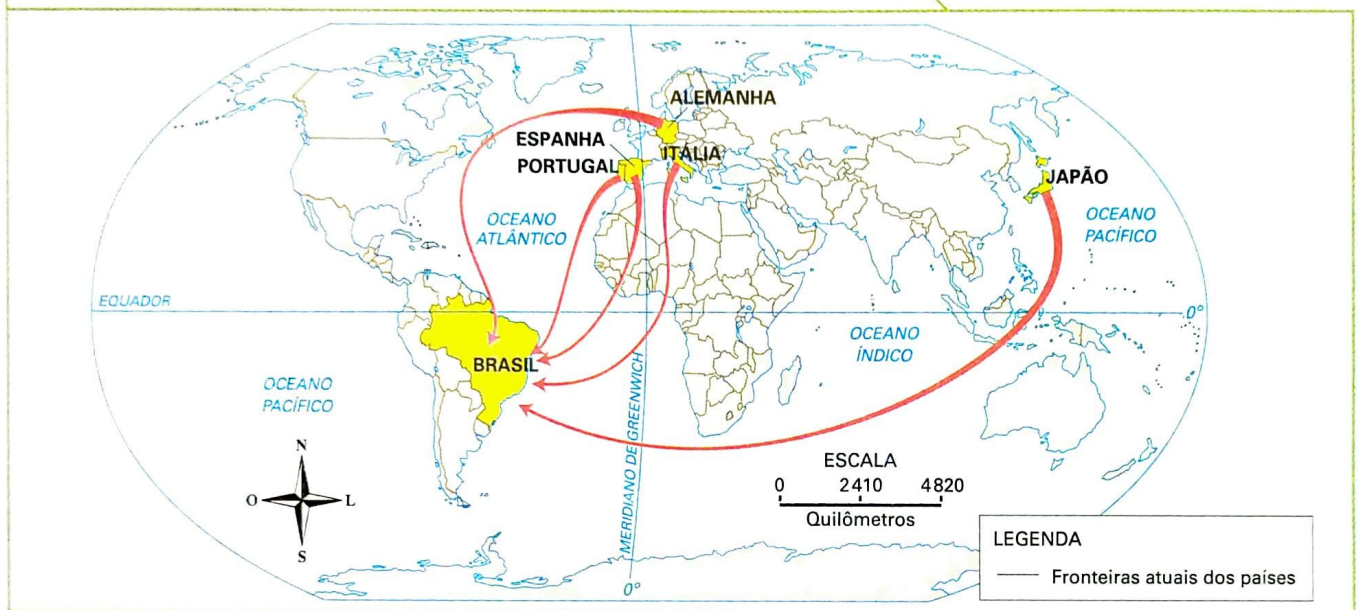 ALEMANHA
ESPANHA
PORTUGAL
ITÁLIA
JAPÃO
OCEANO
ATLÂNTICO
OCEANO
PACÍFICO
EQUADOR
0°
OCEANO
ÍNDICO
BRASIL
OCEANO
PACÍFICO
MERIDIANO DE GREENWICH
N
O
L
S
ESCALA
0 2410 4820
Quilômetros
0°
LEGENDA
Fronteiras atuais dos países